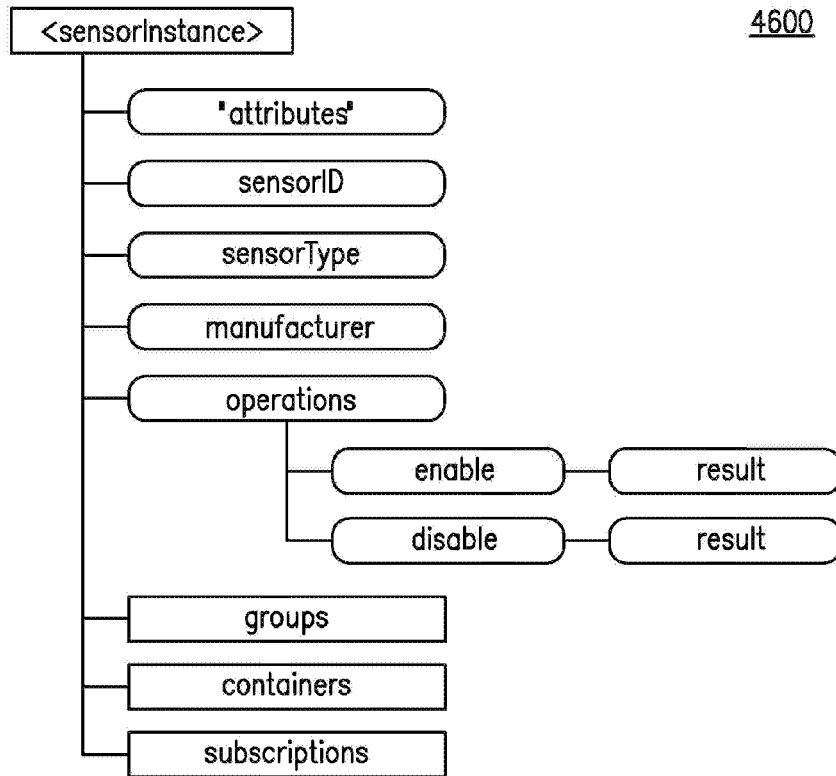 <sensorInstance>
4600
"attributes"
sensorID
sensorType
manufacturer
operations
enable
result
disable
result
groups
containers
subscriptions